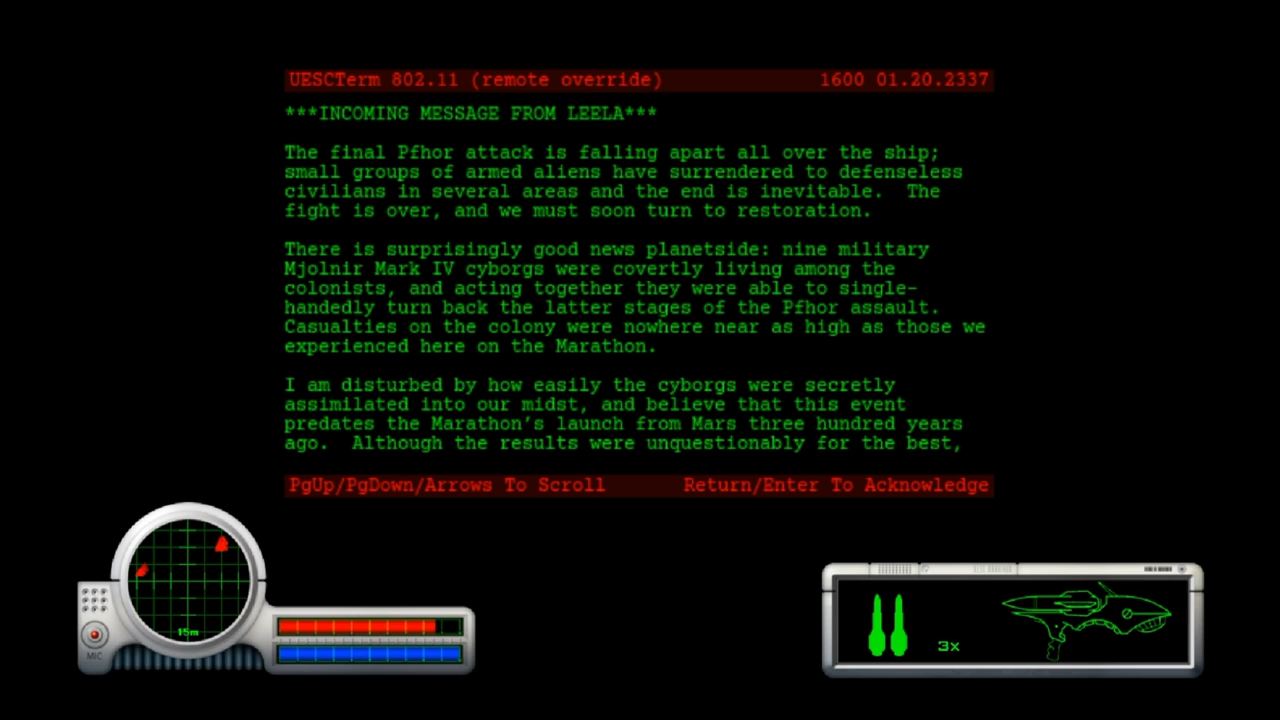 UESCTerm 802.11 (remote override) 1600 01.20.2337
***INCOMING MESSAGE FROM LEELA***
The final Pfhor attack is falling apart all over the ship;
small groups of armed aliens have surrendered to defenseless
civilians in several areas and the end is inevitable.  The
fight is over, and we must soon turn to restoration.
There is surprisingly good news planetside: nine military
Mjolnir Mark IV cyborgs were covertly living among the
colonists, and acting together they were able to single-
handedly turn back the latter stages of the Pfhor assault.
Casualties on the colony were nowhere near as high as those we
experienced here on the Marathon.
I am disturbed by how easily the cyborgs were secretly
assimilated into our midst, and believe that this event
predates the Marathon's launch from Mars three hundred years
ago.  Although the results were unquestionably for the best,
PgUp/PgDown/Arrows To Scroll Return/Enter To Acknowledge
15m
MIC
3x